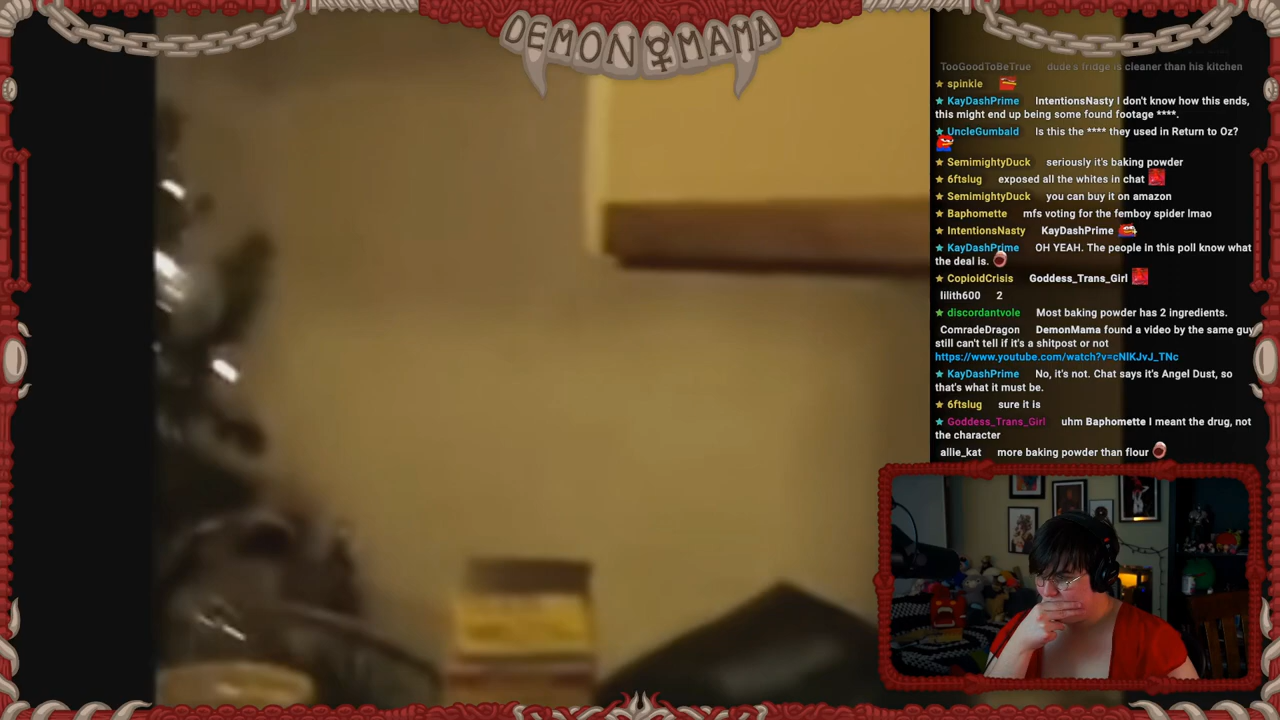 DEMON MAMA
TooGoodToBeTrue dude's fridge is cleaner than his kitchen
spinkle
KayDashPrime IntentionsNasty I don't know how this ends,
this might end up being some found footage ****.
UncleGumbald Is this the **** they used in Return to Oz?
SemimightyDuck seriously it's baking powder
6ftslug exposed all the whites in chat
SemimightyDuck you can buy it on amazon
Baphomette mfs voting for the femboy spider lmao
IntentionsNasty KayDashPrime
KayDashPrime OH YEAH. The people in this poll know what
the deal is.
CopioidCrisis Goddess_Trans_Girl
lilith600 2
discordantvole Most baking powder has 2 ingredients.
ComradeDragon DemonMama found a video by the same guy
still can't tell if it's a shitpost or not
https://www.youtube.com/watch?v=cNlKJvJ_TNc
KayDashPrime No, it's not. Chat says it's Angel Dust, so
that's what it must be.
6ftslug sure it is
Goddess_Trans_Girl uhm Baphomette I meant the drug, not
the character
allie_kat more baking powder than flour